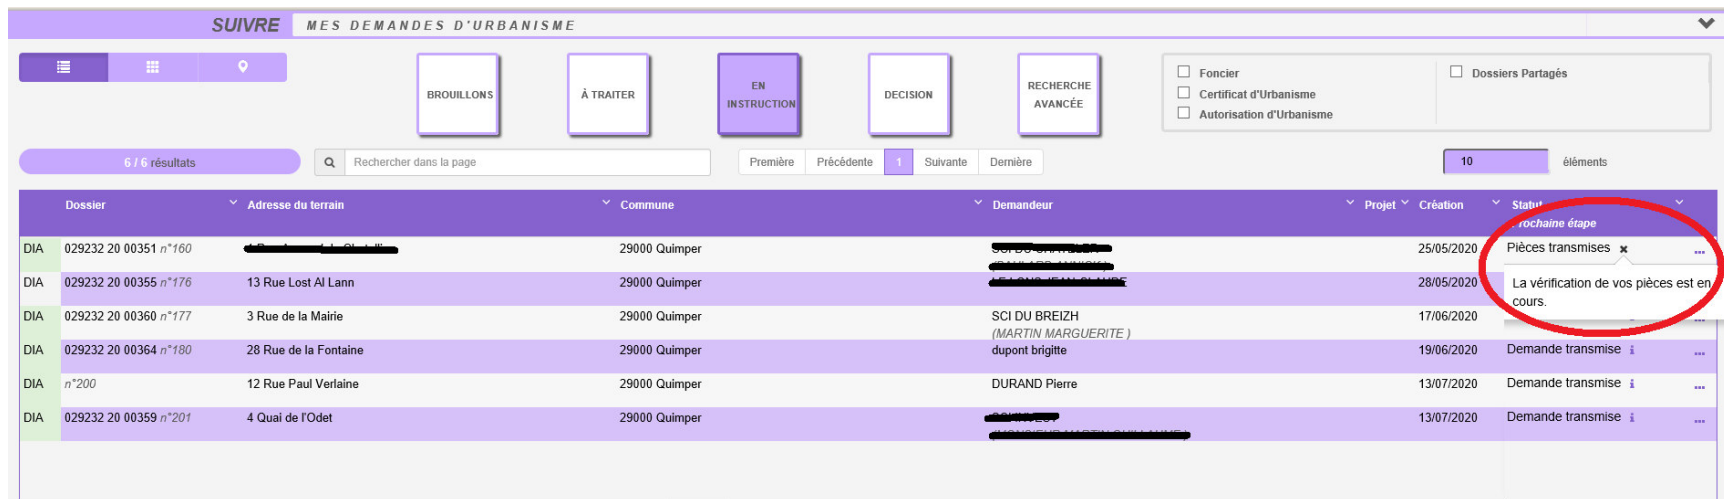 SUIVRE MES DEMANDES D'URBANISME
BROUILLONS
À TRAITER
EN INSTRUCTION
DECISION
RECHERCHE AVANCÉE
Foncier
Certificat d'Urbanisme
Autorisation d'Urbanisme
Dossiers Partagés
6 / 6 résultats
Rechercher dans la page
Première Précédente 1 Suivante Dernière
10 éléments
Dossier Adresse du terrain Commune Demandeur Projet Création Statut
Prochaine étape
DIA 029232 20 00351 n°160 29000 Quimper 25/05/2020 Pièces transmises
DIA 029232 20 00355 n°176 13 Rue Lost Al Lann 29000 Quimper 28/05/2020
La vérification de vos pièces est en cours.
DIA 029232 20 00360 n°177 3 Rue de la Mairie 29000 Quimper SCI DU BREIZH 17/06/2020
(MARTIN MARGUERITE )
DIA 029232 20 00364 n°180 28 Rue de la Fontaine 29000 Quimper dupont brigitte 19/06/2020 Demande transmise
DIA n°200 12 Rue Paul Verlaine 29000 Quimper DURAND Pierre 13/07/2020 Demande transmise
DIA 029232 20 00359 n°201 4 Quai de l'Odet 29000 Quimper 13/07/2020 Demande transmise